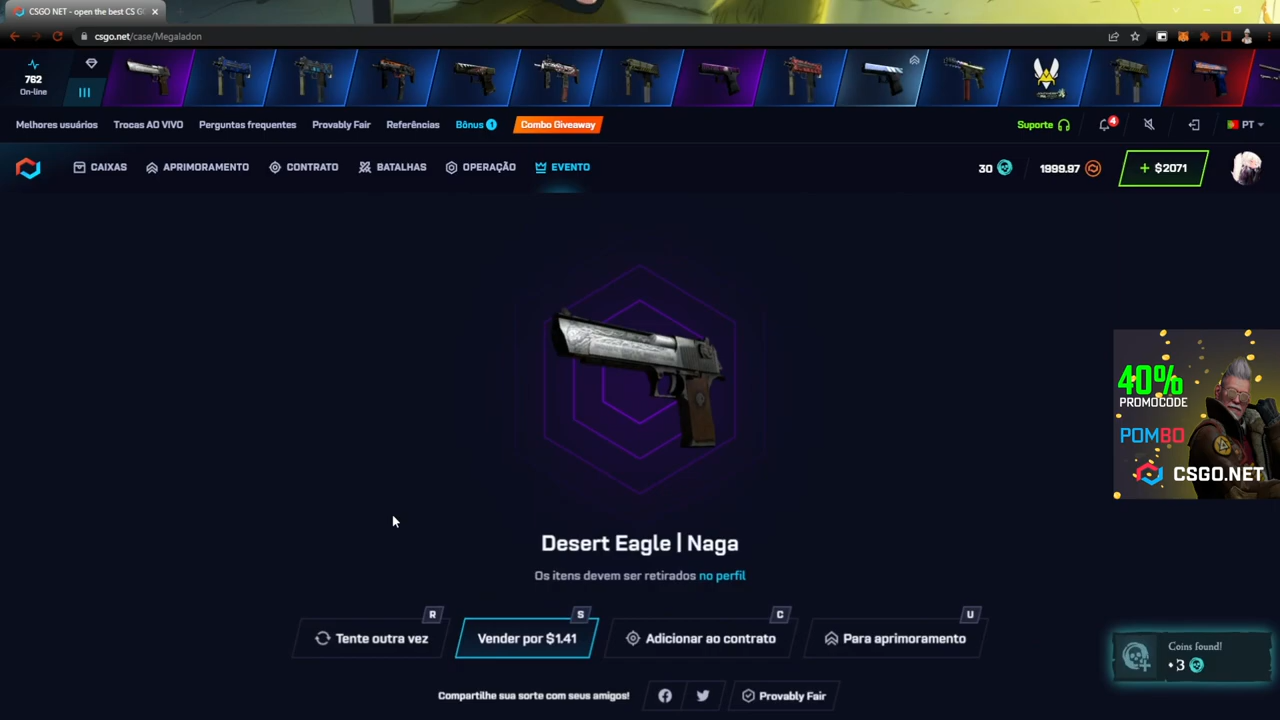 CSGO NET - open the best CS G
csgo.net/case/Megaladon
762
On-line
Melhores usuários
Trocas AO VIVO
Perguntas frequentes
Provably Fair
Referências
Bônus 1
Combo Giveaway
Suporte
4
PT
CAIXAS
APRIMORAMENTO
CONTRATO
BATALHAS
OPERAÇÃO
EVENTO
30
1999.97
+ $2071
40%
PROMOCODE
POMBO
CSGO.NET
Desert Eagle | Naga
Os itens devem ser retirados no perfil
R
Tente outra vez
S
Vender por $1.41
C
Adicionar ao contrato
U
Para aprimoramento
Coins found!
+3
Compartilhe sua sorte com seus amigos!
Provably Fair